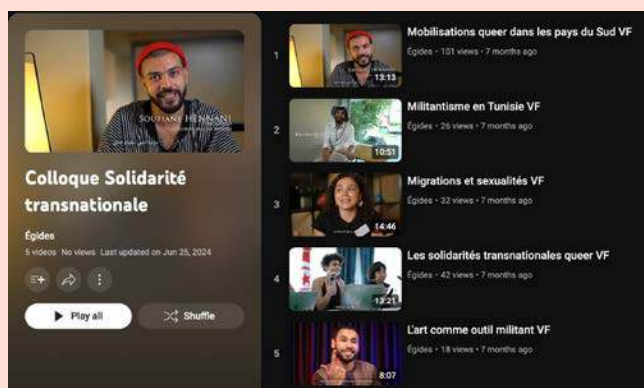 SOUFIANE HENNANI
Colloque Solidarité
transnationale
Égides
5 videos No views Last updated on Jun 25, 2024
Play all
Shuffle
1
13:13
Mobilisations queer dans les pays du Sud VF
Égides • 101 views • 7 months ago
2
10:51
Militantisme en Tunisie VF
Égides • 26 views • 7 months ago
3
14:46
Migrations et sexualités VF
Égides • 32 views • 7 months ago
4
13:21
Les solidarités transnationales queer VF
Égides • 42 views • 7 months ago
5
8:07
L'art comme outil militant VF
Égides • 18 views • 7 months ago